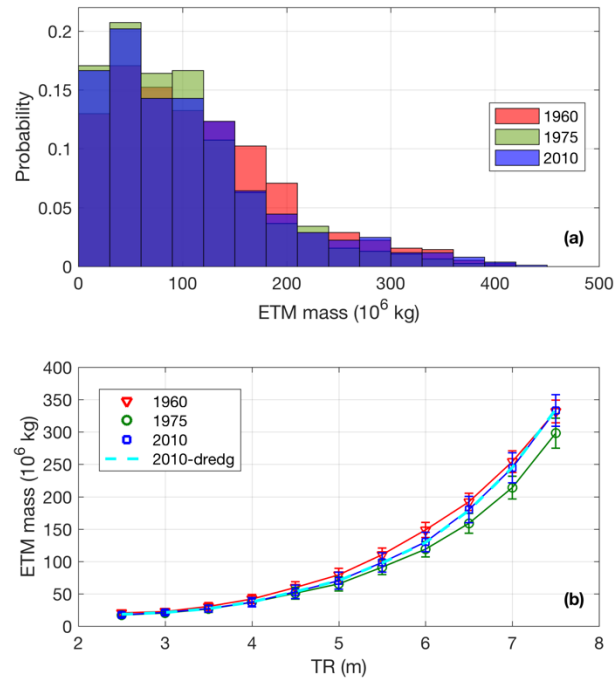 0.2
0.15
0.1
0.05
0
Probability
1960
1975
2010
(a)
0 100 200 300 400 500
ETM mass (10⁶ kg)
400
350
300
250
200
150
100
50
0
ETM mass (10⁶ kg)
1960
1975
2010
2010-dredg
(b)
2 3 4 5 6 7 8
TR (m)